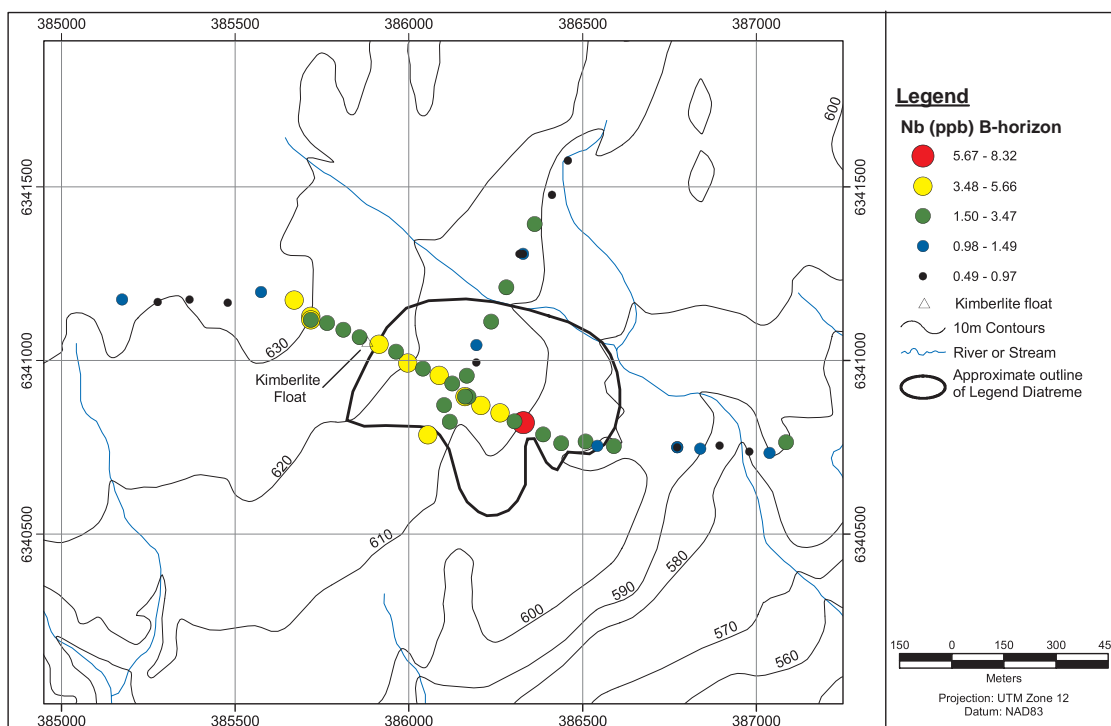 385000 385500 386000 386500 387000
6341500
6341000
6340500
6341500
6341000
6340500
600
630
Kimberlite
Float
620
610
600
590
580
570
560
385000 385500 386000 386500 387000
Legend
Nb (ppb) B-horizon
5.67 - 8.32
3.48 - 5.66
1.50 - 3.47
0.98 - 1.49
0.49 - 0.97
Kimberlite float
10m Contours
River or Stream
Approximate outline
of Legend Diatreme
150 0 150 300 45
Meters
Projection: UTM Zone 12
Datum: NAD83